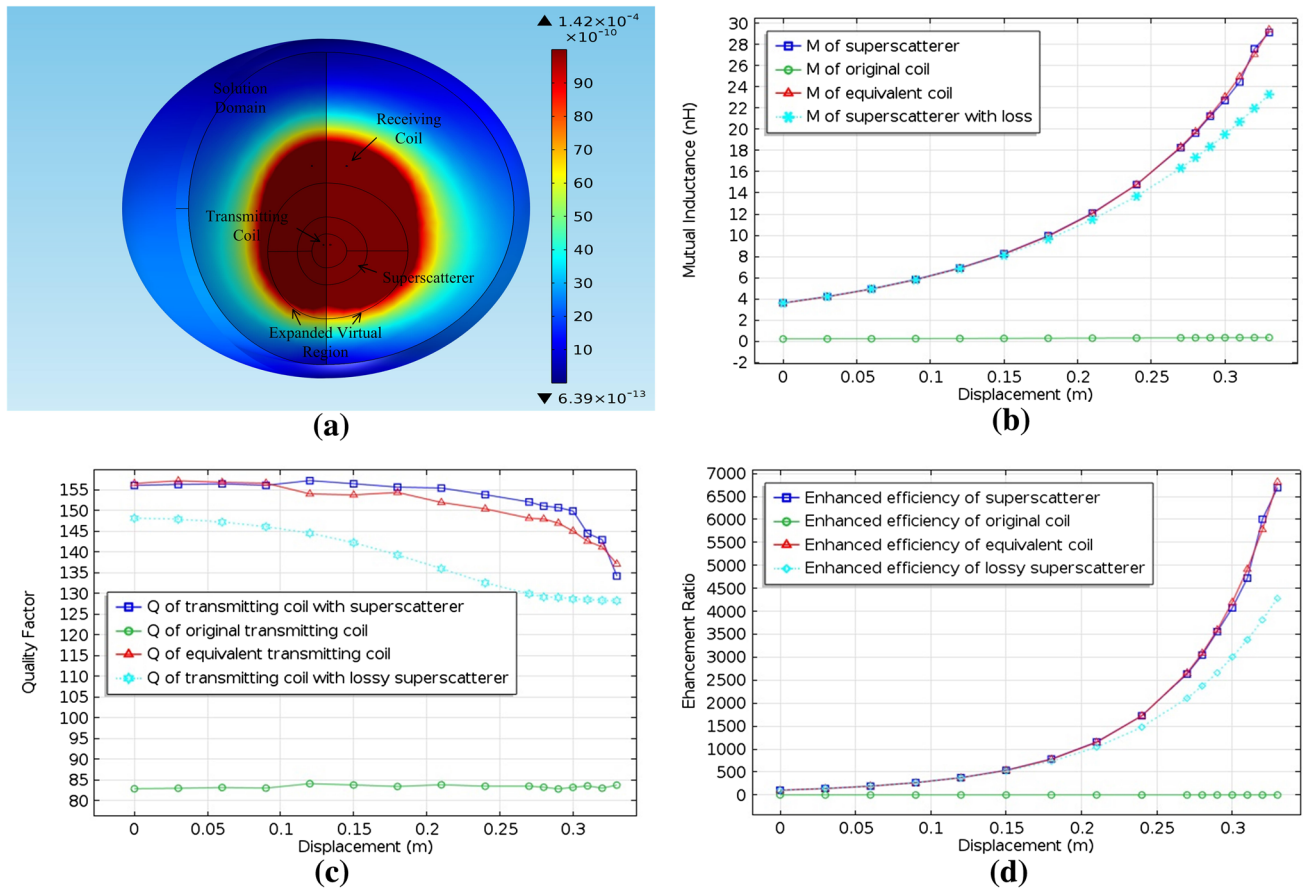 1.42×10⁻⁴
×10⁻¹⁰
90
80
70
60
50
40
30
20
10
6.39×10⁻¹³
Solution
Domain
Receiving
Coil
Transmitting
Coil
Superscatterer
Expanded Virtual
Region
(a)
Mutual Inductance (nH)
30
28
26
24
22
20
18
16
14
12
10
8
6
4
2
0
-2
M of superscatterer
M of original coil
M of equivalent coil
M of superscatterer with loss
0 0.05 0.1 0.15 0.2 0.25 0.3
Displacement (m)
(b)
Quality Factor
155
150
145
140
135
130
125
120
115
110
105
100
95
90
85
80
Q of transmitting coil with superscatterer
Q of original transmitting coil
Q of equivalent transmitting coil
Q of transmitting coil with lossy superscatterer
0 0.05 0.1 0.15 0.2 0.25 0.3
Displacement (m)
(c)
Ehancement Ratio
7000
6500
6000
5500
5000
4500
4000
3500
3000
2500
2000
1500
1000
500
0
Enhanced efficiency of superscatterer
Enhanced efficiency of original coil
Enhanced efficiency of equivalent coil
Enhanced efficiency of lossy superscatterer
0 0.05 0.1 0.15 0.2 0.25 0.3
Displacement (m)
(d)